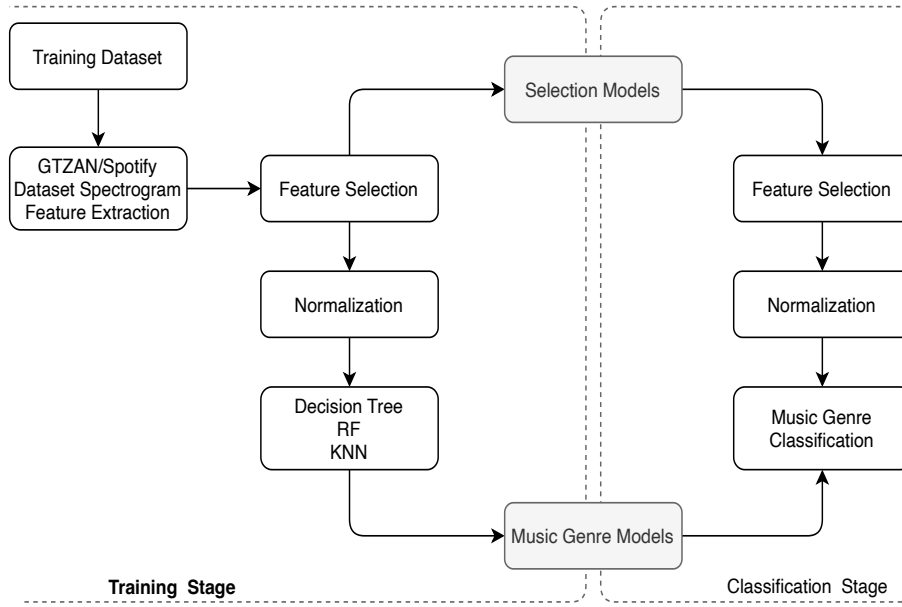 Training Dataset
GTZAN/Spotify
Dataset Spectrogram
Feature Extraction
Feature Selection
Normalization
Decision Tree
RF
KNN
Selection Models
Music Genre Models
Feature Selection
Normalization
Music Genre
Classification
Training Stage
Classification Stage